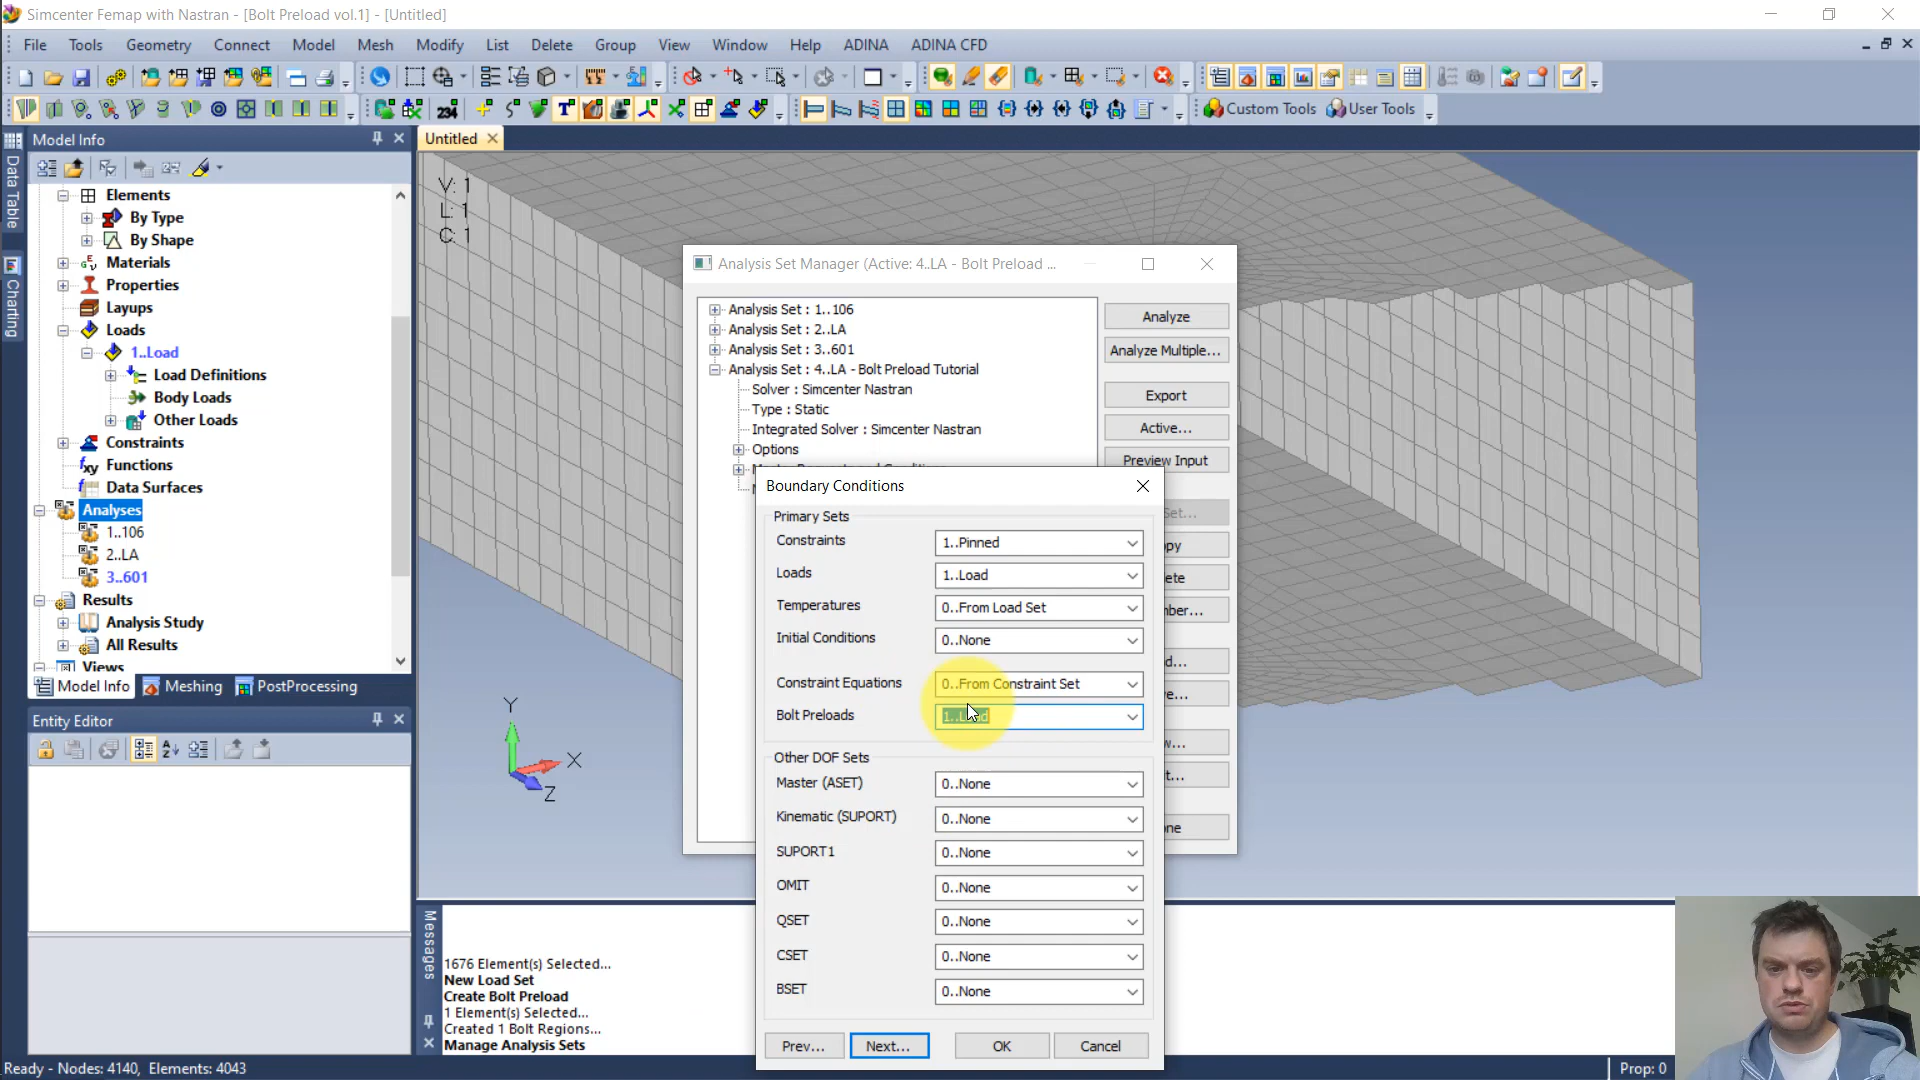 Simcenter Femap with Nastran - [Bolt Preload vol.1] - [Untitled]
File Tools Geometry Connect Model Mesh Modify List Delete Group View Window Help ADINA ADINA CFD
234 T Custom Tools User Tools
Model Info
Untitled
Data Table
Charting
Elements
By Type
By Shape
Materials
Properties
Layups
Loads
1..Load
Load Definitions
Body Loads
Other Loads
Constraints
Functions
Data Surfaces
Analyses
1..106
2..LA
3..601
Results
Analysis Study
All Results
Views
Model Info Meshing PostProcessing
Entity Editor
V: 1
L: 1
C: 1
Y
X
Z
Analysis Set Manager (Active: 4..LA - Bolt Preload ...
Analysis Set : 1..106
Analysis Set : 2..LA
Analysis Set : 3..601
Analysis Set : 4..LA - Bolt Preload Tutorial
Solver : Simcenter Nastran
Type : Static
Integrated Solver : Simcenter Nastran
Options
Analyze
Analyze Multiple...
Export
Active...
Preview Input
Boundary Conditions
Primary Sets
Constraints 1..Pinned
Loads 1..Load
Temperatures 0..From Load Set
Initial Conditions 0..None
Constraint Equations 0..From Constraint Set
Bolt Preloads 1..Load
Other DOF Sets
Master (ASET) 0..None
Kinematic (SUPORT) 0..None
SUPORT1 0..None
OMIT 0..None
QSET 0..None
CSET 0..None
BSET 0..None
Prev... Next... OK Cancel
Messages
1676 Element(s) Selected...
New Load Set
Create Bolt Preload
1 Element(s) Selected...
Created 1 Bolt Regions...
Manage Analysis Sets
Ready - Nodes: 4140, Elements: 4043
Prop: 0